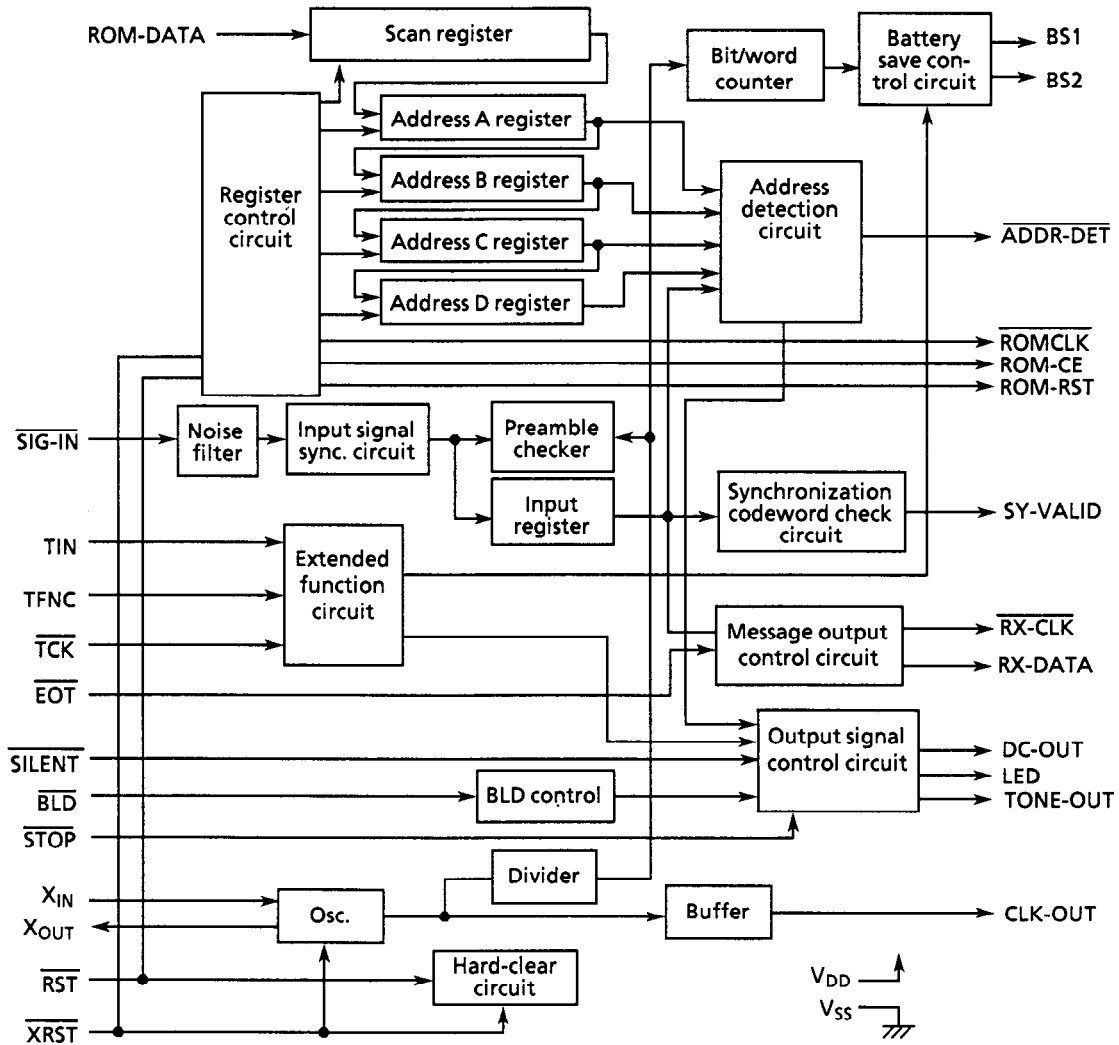 ROM-DATA
Scan register
Bit/word
counter
Battery
save con-
trol circuit
BS1
BS2
Register
control
circuit
Address A register
Address B register
Address C register
Address D register
Address
detection
circuit
ADDR-DET
ROMCLK
ROM-CE
ROM-RST
SIG-IN
Noise
filter
Input signal
sync. circuit
Preamble
checker
Input
register
Synchronization
codeword check
circuit
SY-VALID
TIN
TFNC
TCK
EOT
Extended
function
circuit
Message output
control circuit
RX-CLK
RX-DATA
SILENT
BLD
STOP
BLD control
Output signal
control circuit
DC-OUT
LED
TONE-OUT
XIN
XOUT
Osc.
Divider
Buffer
CLK-OUT
RST
XRST
Hard-clear
circuit
VDD
VSS